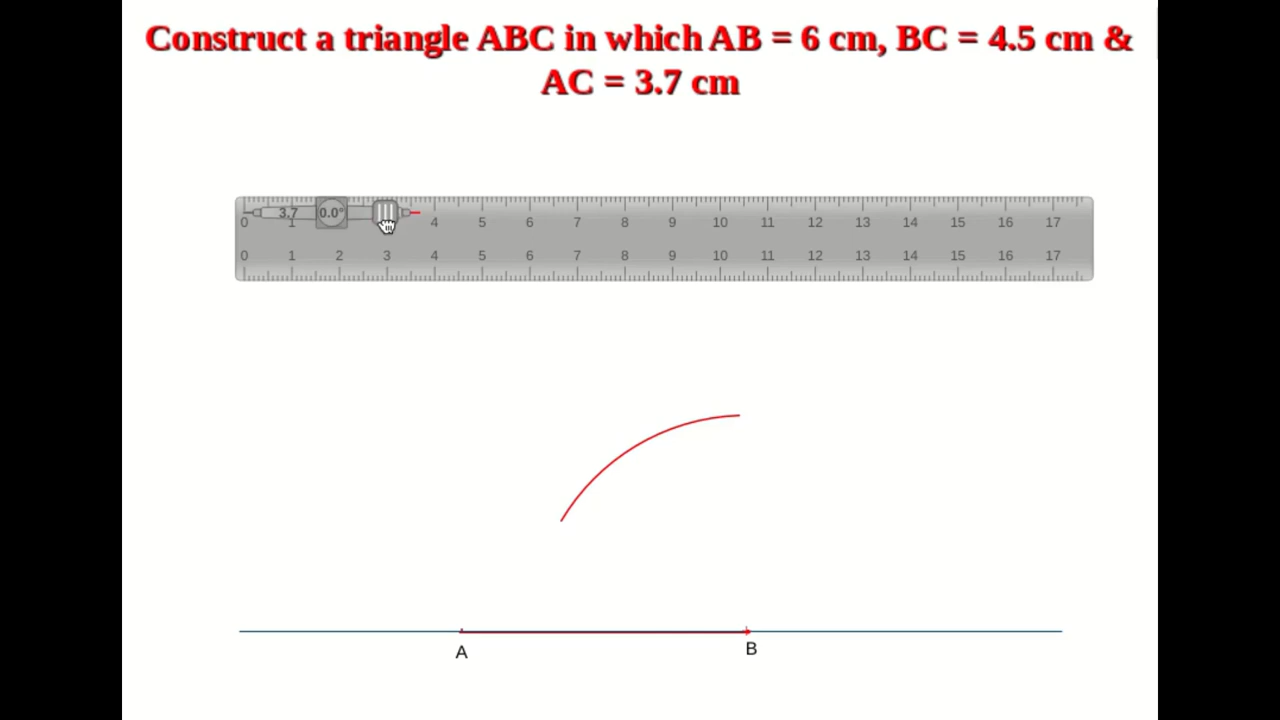 Construct a triangle ABC in which AB = 6 cm, BC = 4.5 cm &
AC = 3.7 cm
3.7 0.0°
0 1 4 5 6 7 8 9 10 11 12 13 14 15 16 17
0 1 2 3 4 5 6 7 8 9 10 11 12 13 14 15 16 17
A B